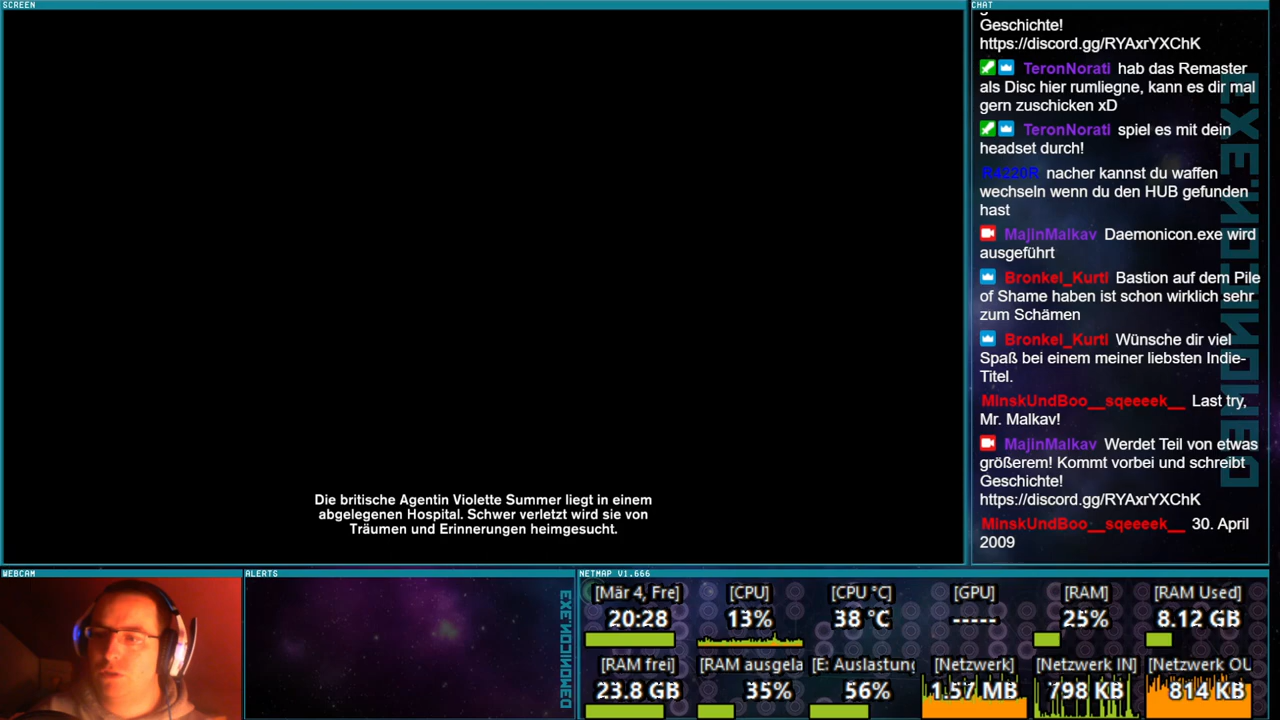 SCREEN
Die britische Agentin Violette Summer liegt in einem
abgelegenen Hospital. Schwer verletzt wird sie von
Träumen und Erinnerungen heimgesucht.
CHAT
Geschichte!
https://discord.gg/RYAxrYXChK
TeronNorati hab das Remaster
als Disc hier rumliegne, kann es dir mal
gern zuschicken xD
TeronNorati spiel es mit dein
headset durch!
R4220R nacher kannst du waffen
wechseln wenn du den HUB gefunden
hast
MajinMalkav Daemonicon.exe wird
ausgeführt
Bronkel_Kurti Bastion auf dem Pile
of Shame haben ist schon wirklich sehr
zum Schämen
Bronkel_Kurti Wünsche dir viel
Spaß bei einem meiner liebsten Indie-
Titel.
MinskUndBoo__sqeeeek__ Last try,
Mr. Malkav!
MajinMalkav Werdet Teil von etwas
größerem! Kommt vorbei und schreibt
Geschichte!
https://discord.gg/RYAxrYXChK
MinskUndBoo__sqeeeek__ 30. April
2009
WEBCAM
ALERTS
NETMAP V1.666
[Mär 4, Fre] [CPU] [CPU °C] [GPU] [RAM] [RAM Used]
20:28 13% 38 °C ----- 25% 8.12 GB
[RAM frei] [RAM ausgela [E: Auslastung [Netzwerk] [Netzwerk IN] [Netzwerk OU
23.8 GB 35% 56% 1.57 MB 798 KB 814 KB